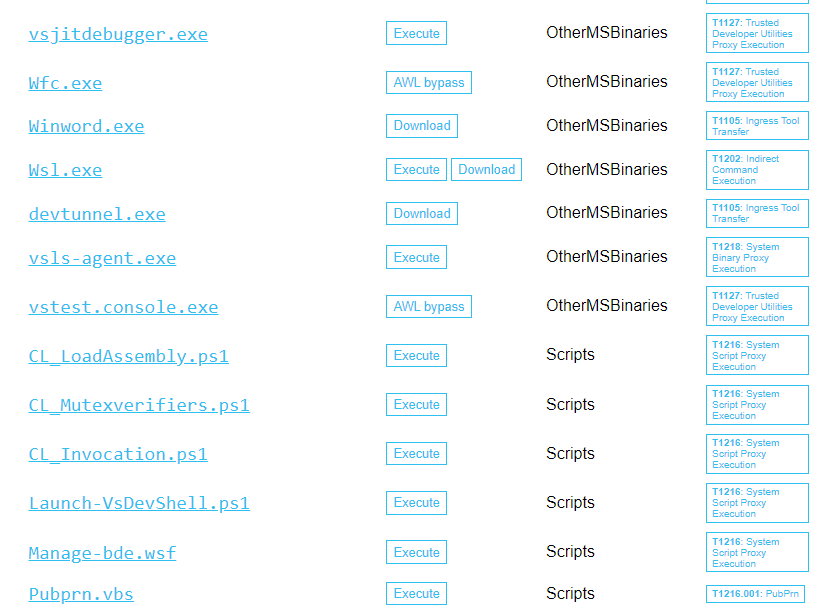 vsjitdebugger.exe Execute OtherMSBinaries T1127: Trusted
Developer Utilities
Proxy Execution
Wfc.exe AWL bypass OtherMSBinaries T1127: Trusted
Developer Utilities
Proxy Execution
Winword.exe Download OtherMSBinaries T1105: Ingress Tool
Transfer
Wsl.exe Execute Download OtherMSBinaries T1202: Indirect
Command
Execution
devtunnel.exe Download OtherMSBinaries T1105: Ingress Tool
Transfer
vsls-agent.exe Execute OtherMSBinaries T1218: System
Binary Proxy
Execution
vstest.console.exe AWL bypass OtherMSBinaries T1127: Trusted
Developer Utilities
Proxy Execution
CL_LoadAssembly.ps1 Execute Scripts T1216: System
Script Proxy
Execution
CL_Mutexverifiers.ps1 Execute Scripts T1216: System
Script Proxy
Execution
CL_Invocation.ps1 Execute Scripts T1216: System
Script Proxy
Execution
Launch-VsDevShell.ps1 Execute Scripts T1216: System
Script Proxy
Execution
Manage-bde.wsf Execute Scripts T1216: System
Script Proxy
Execution
Pubprn.vbs Execute Scripts T1216.001: PubPrn